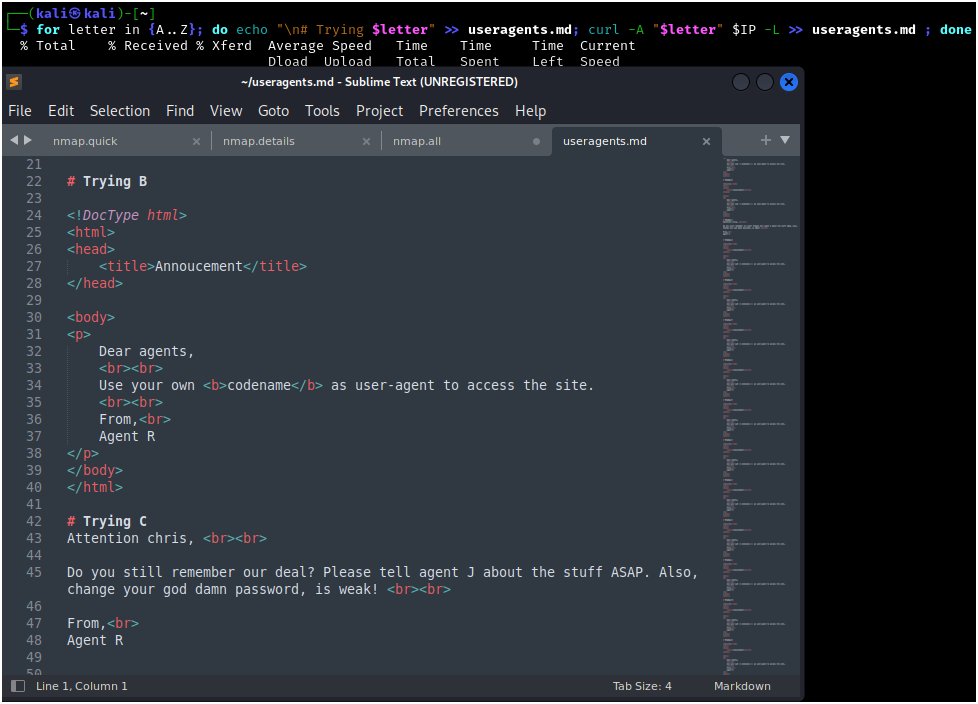 ┌──(kali㉿kali)-[~]
└─$ for letter in {A..Z}; do echo "\n# Trying $letter" >> useragents.md; curl -A "$letter" $IP -L >> useragents.md ; done
% Total % Received % Xferd Average Speed Time Time Time Current
Dload Upload Total Spent Left Speed
~/useragents.md - Sublime Text (UNREGISTERED)
File Edit Selection Find View Goto Tools Project Preferences Help
nmap.quick nmap.details nmap.all useragents.md
21
22 # Trying B
23
24 <!DocType html>
25 <html>
26 <head>
27 <title>Annoucement</title>
28 </head>
29
30 <body>
31 <p>
32 Dear agents,
33 <br><br>
34 Use your own <b>codename</b> as user-agent to access the site.
35 <br><br>
36 From,<br>
37 Agent R
38 </p>
39 </body>
40 </html>
41
42 # Trying C
43 Attention chris, <br><br>
44
45 Do you still remember our deal? Please tell agent J about the stuff ASAP. Also,
change your god damn password, is weak! <br><br>
46
47 From,<br>
48 Agent R
49
50
Line 1, Column 1 Tab Size: 4 Markdown